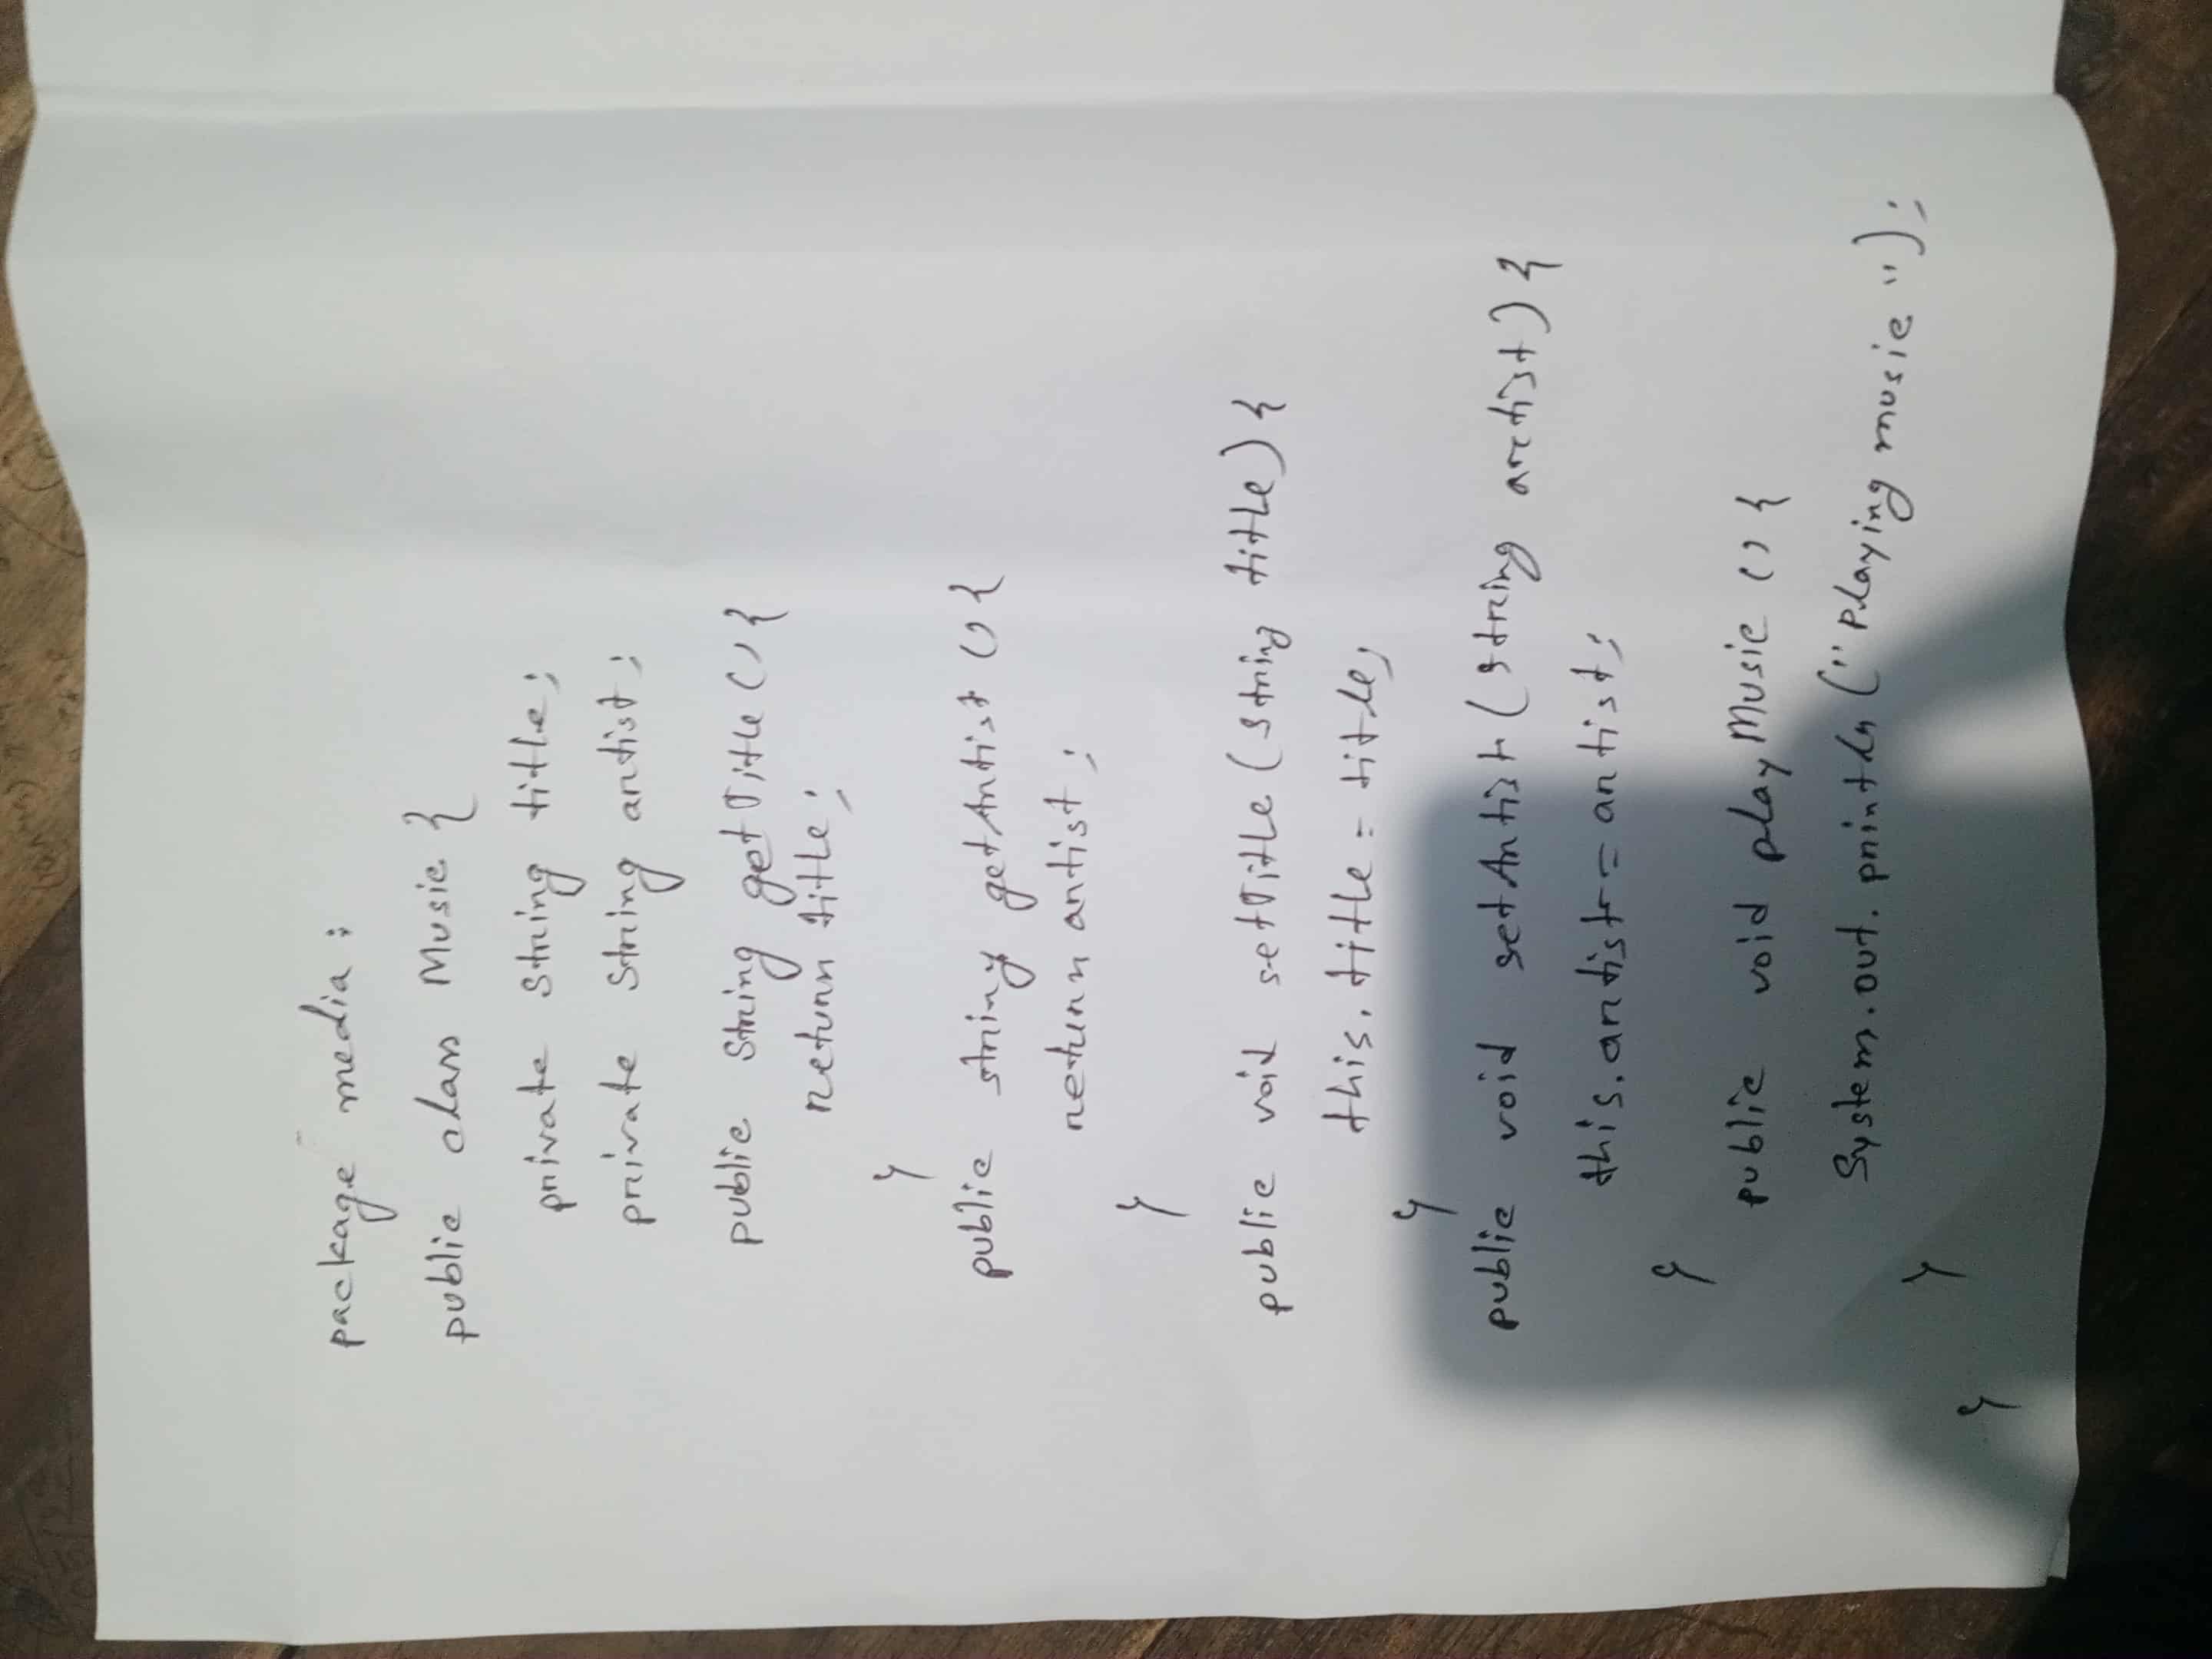 package media;
public class Music {
private String title;
private String artist;
public String getTitle() {
return title;
}
public String getArtist() {
return artist;
}
public void setTitle(String title) {
this.title = title;
}
public void setArtist(String artist) {
this.artist = artist;
}
public void playMusic() {
System.out.println("Playing music");
}
}